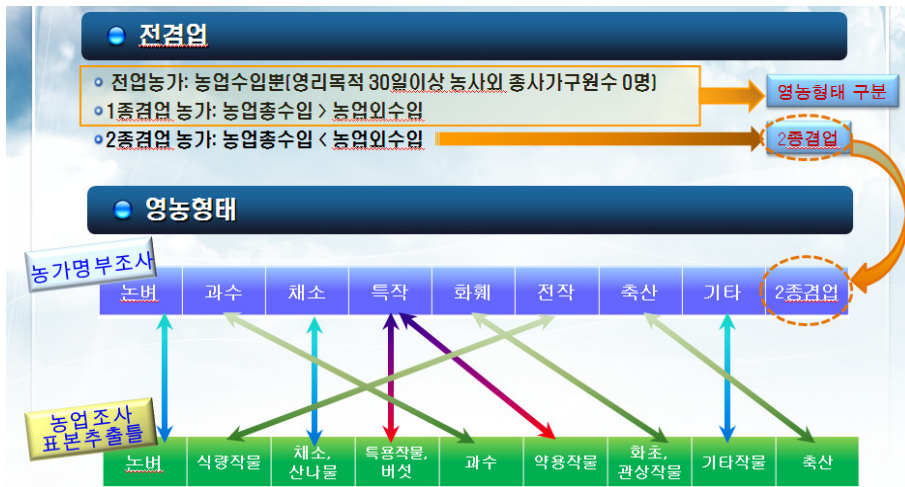 전겸업
전업농가: 농업수입뿐(영리목적 30일이상 농사외 종사가구원수 0명)
1종겸업 농가: 농업총수입 > 농업외수입
2종겸업 농가: 농업총수입 < 농업외수입
영농형태 구분
2종겸업
영농형태
농가명부조사
논벼 과수 채소 특작 화훼 전작 축산 기타 2종겸업
농업조사
표본추출틀
논벼 식량작물 채소, 특용작물, 과수 약용작물 화초, 기타작물 축산
산나물 버섯 관상작물